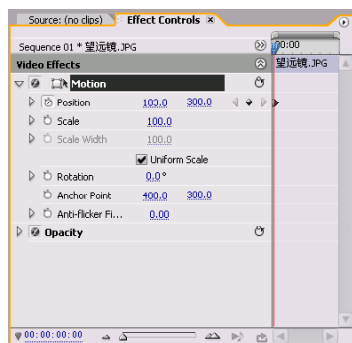 Source: (no clips) Effect Controls ×
Sequence 01 * 望远镜.JPG 00:00
Video Effects 望远镜.JPG
Motion
Position 100.0 300.0
Scale 100.0
Scale Width 100.0
Uniform Scale
Rotation 0.0°
Anchor Point 400.0 300.0
Anti-flicker Fi... 0.00
Opacity
00:00:00:00